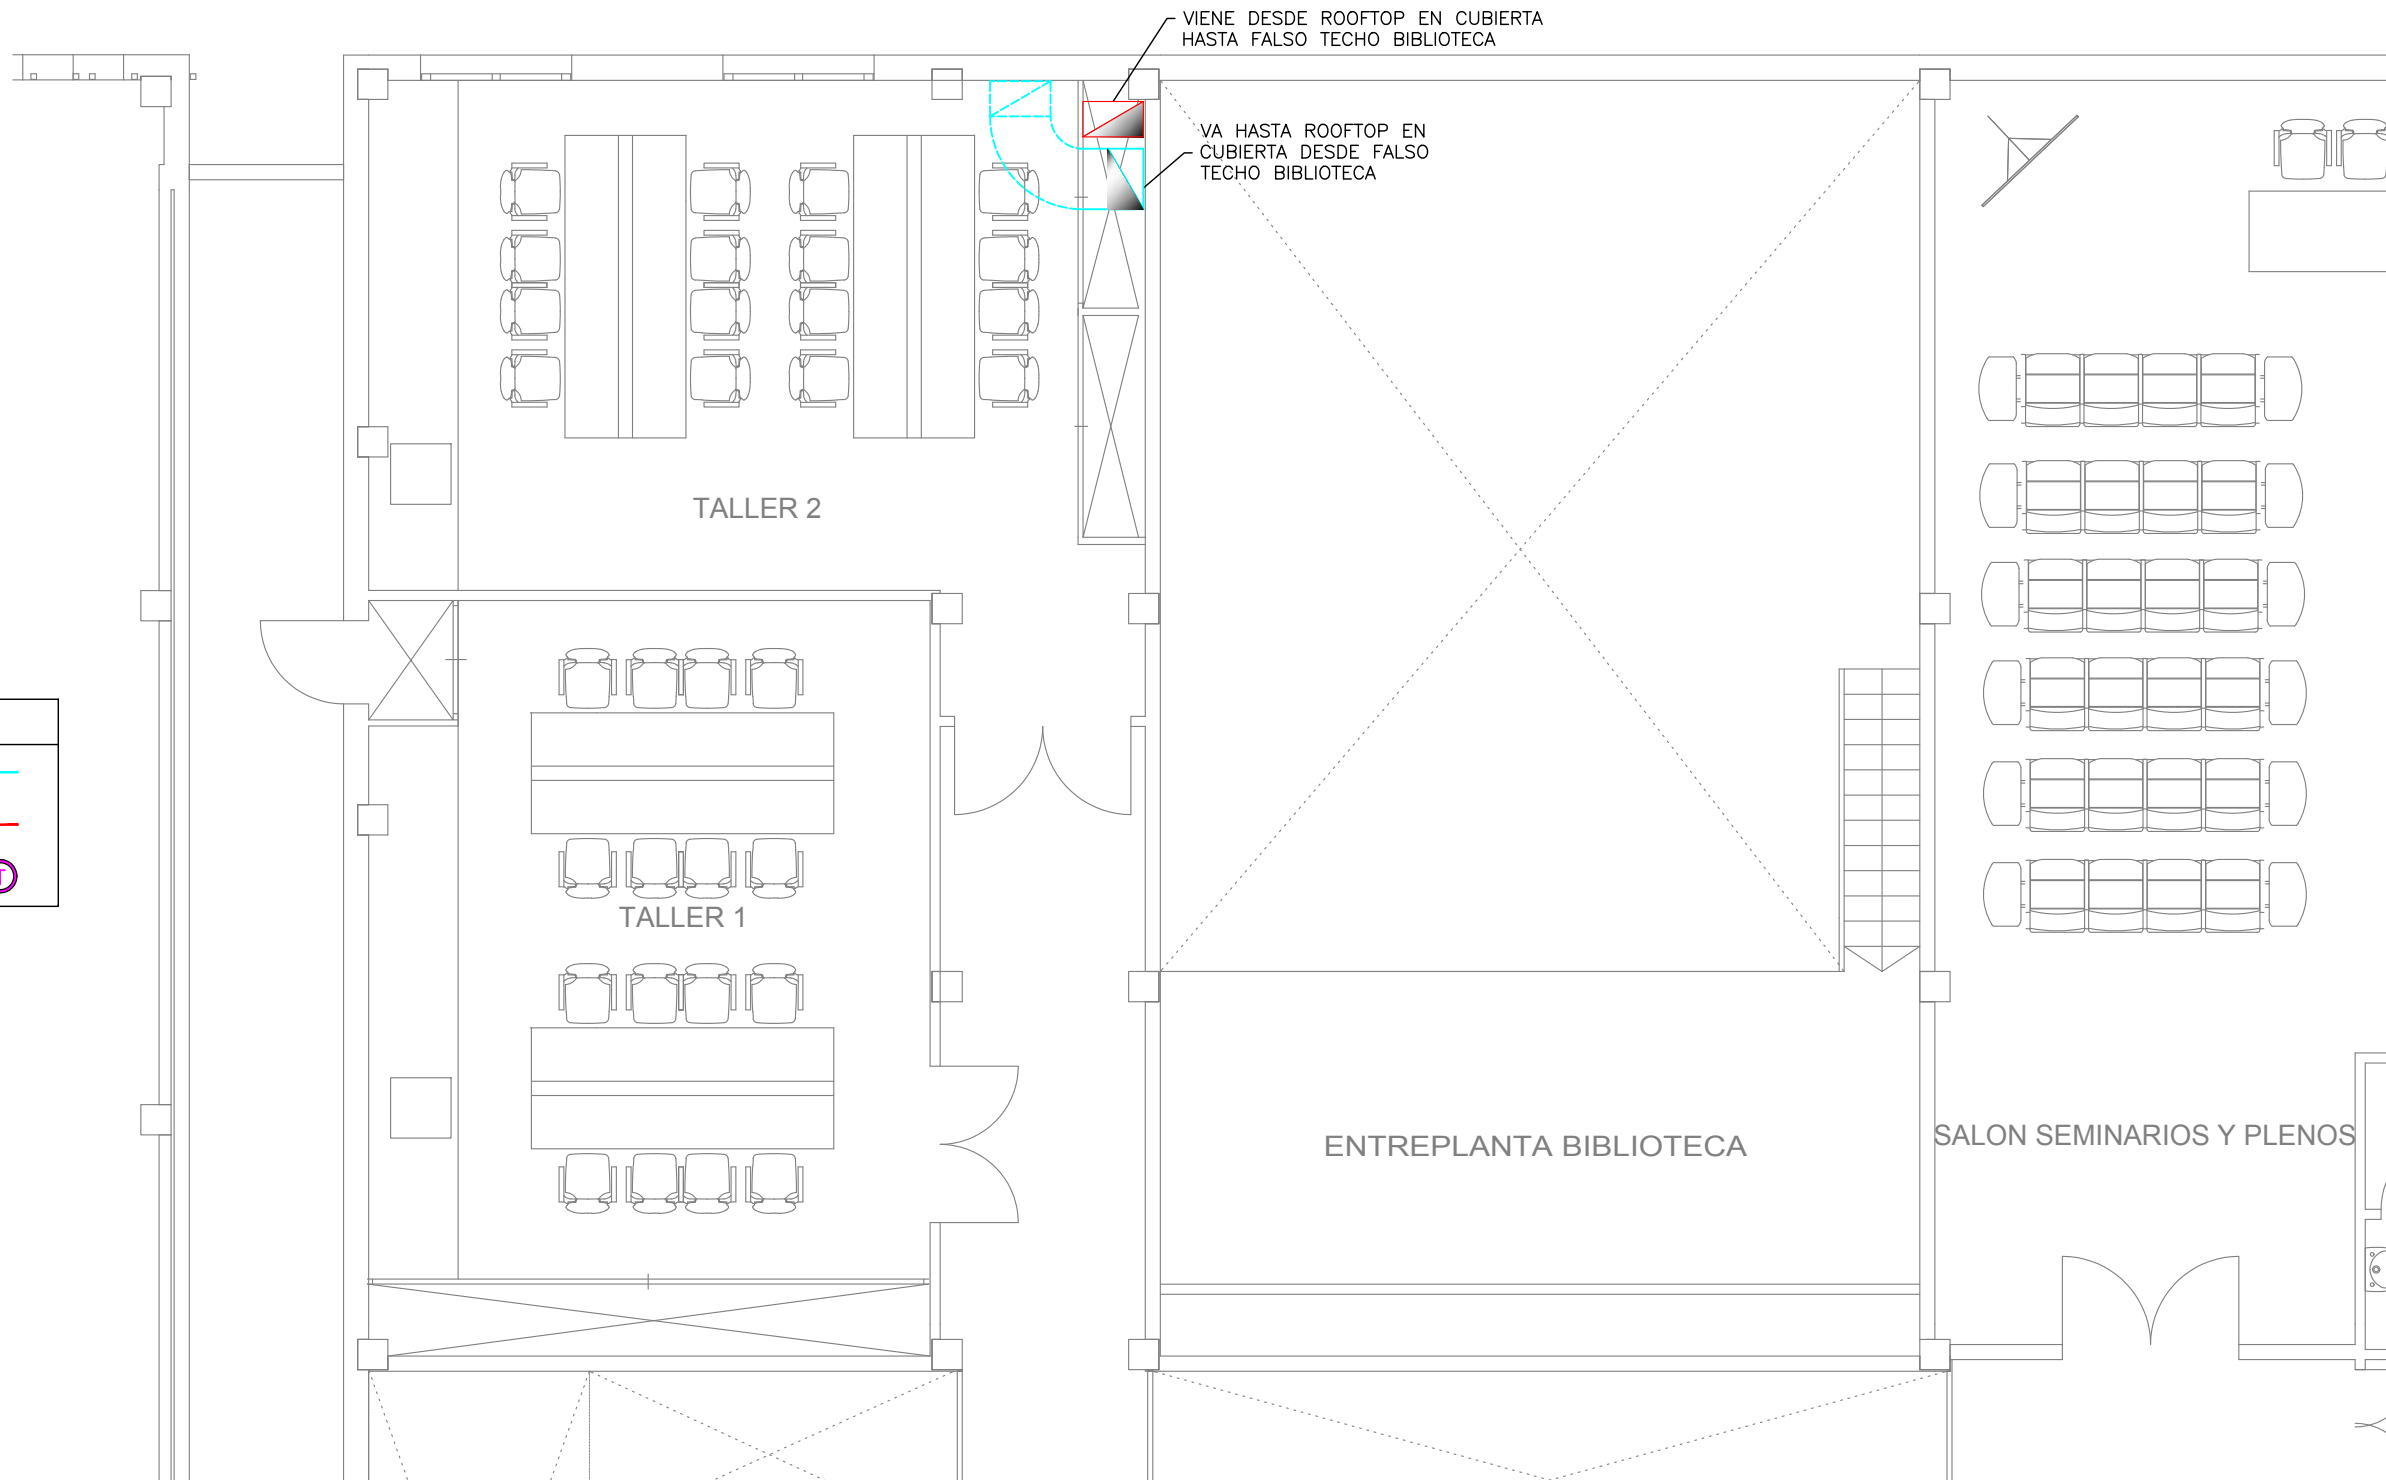 VIENE DESDE ROOFTOP EN CUBIERTA
HASTA FALSO TECHO BIBLIOTECA
VA HASTA ROOFTOP EN
CUBIERTA DESDE FALSO
TECHO BIBLIOTECA
TALLER 2
TALLER 1
ENTREPLANTA BIBLIOTECA
SALON SEMINARIOS Y PLENOS
T